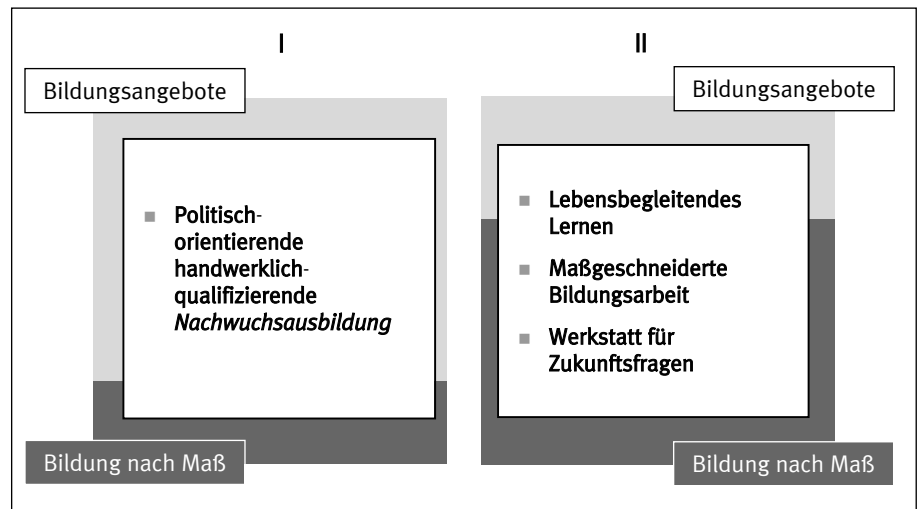 I
II
Bildungsangebote
Bildungsangebote
Politisch-
orientierende
handwerklich-
qualifizierende
Nachwuchsausbildung
Lebensbegleitendes
Lernen
Maßgeschneiderte
Bildungsarbeit
Werkstatt für
Zukunftsfragen
Bildung nach Maß
Bildung nach Maß